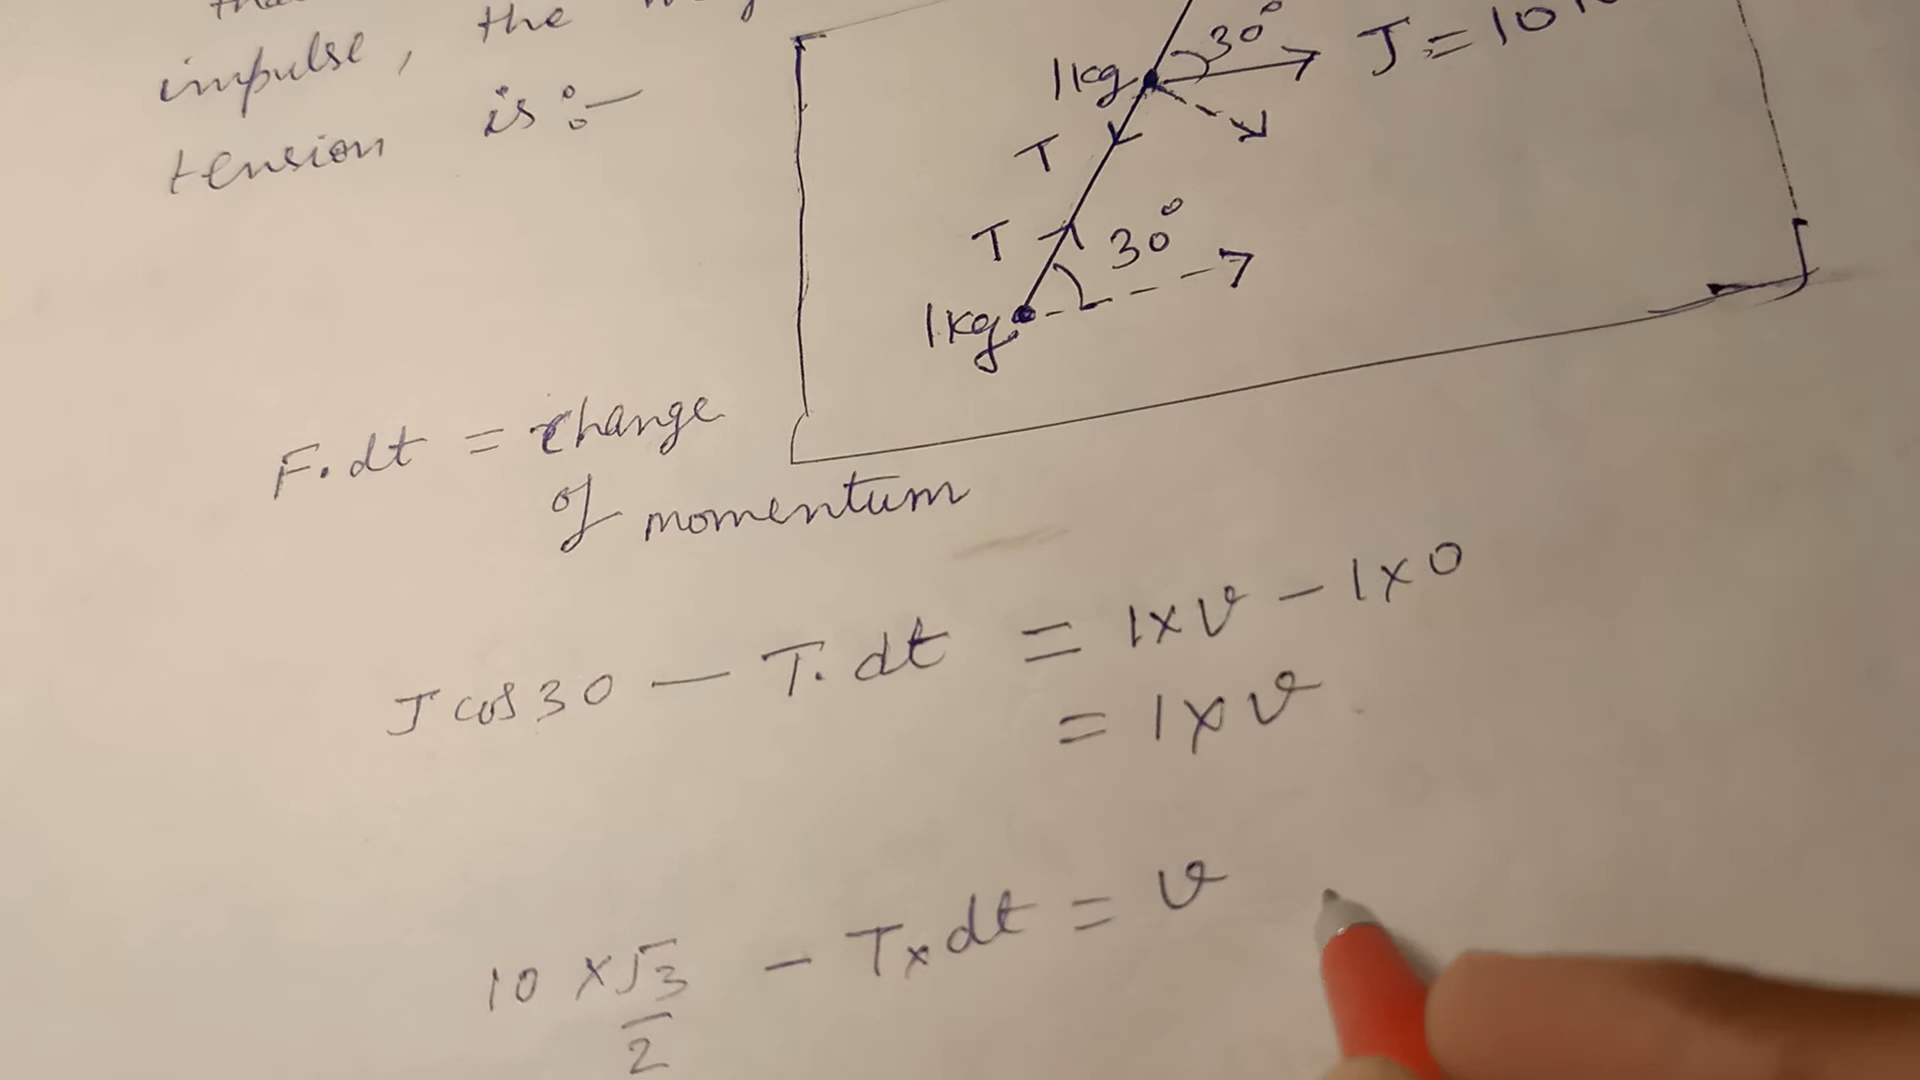 impulse, the
tension is :-
30°
1kg
J = 10
T
T
30°
1kg
F.dt = change
of momentum
J cos 30 — T. dt = 1×v - 1×0
= 1×v
10 × √3/2 - T × dt = v